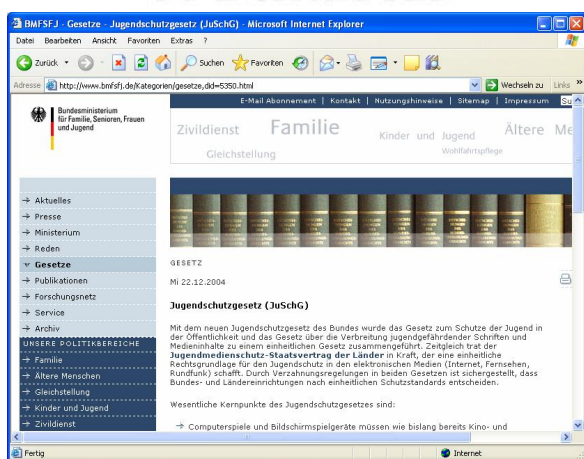 BMFSFJ - Gesetze - Jugendschutzgesetz (JuSchG) - Microsoft Internet Explorer
Datei Bearbeiten Ansicht Favoriten Extras ?
Zurück Suchen Favoriten
Adresse http://www.bmfsfj.de/Kategorien/gesetze,did=5350.html Wechseln zu Links »
E-Mail Abonnement | Kontakt | Nutzungshinweise | Sitemap | Impressum Su
Bundesministerium
für Familie, Senioren, Frauen
und Jugend
Zivildienst Familie Kinder und Jugend Ältere Me
Gleichstellung Wohlfahrtspflege
→ Aktuelles
→ Presse
→ Ministerium
→ Reden
Gesetze
→ Publikationen
→ Forschungsnetz
→ Service
→ Archiv
UNSERE POLITIKBEREICHE
→ Familie
→ Ältere Menschen
→ Gleichstellung
→ Kinder und Jugend
→ Zivildienst
GESETZ
Mi 22.12.2004
Jugendschutzgesetz (JuSchG)
Mit dem neuen Jugendschutzgesetz des Bundes wurde das Gesetz zum Schutze der Jugend in
der Öffentlichkeit und das Gesetz über die Verbreitung jugendgefährdender Schriften und
Medieninhalte zu einem einheitlichen Gesetz zusammengeführt. Zeitgleich trat der
Jugendmedienschutz-Staatsvertrag der Länder in Kraft, der eine einheitliche
Rechtsgrundlage für den Jugendschutz in den elektronischen Medien (Internet, Fernsehen,
Rundfunk) schafft. Durch Verzahnungsregelungen in beiden Gesetzen ist sichergestellt, dass
Bundes- und Ländereinrichtungen nach einheitlichen Schutzstandards entscheiden.
Wesentliche Kernpunkte des Jugendschutzgesetzes sind:
→ Computerspiele und Bildschirmspielgeräte müssen wie bislang bereits Kino- und
Fertig Internet